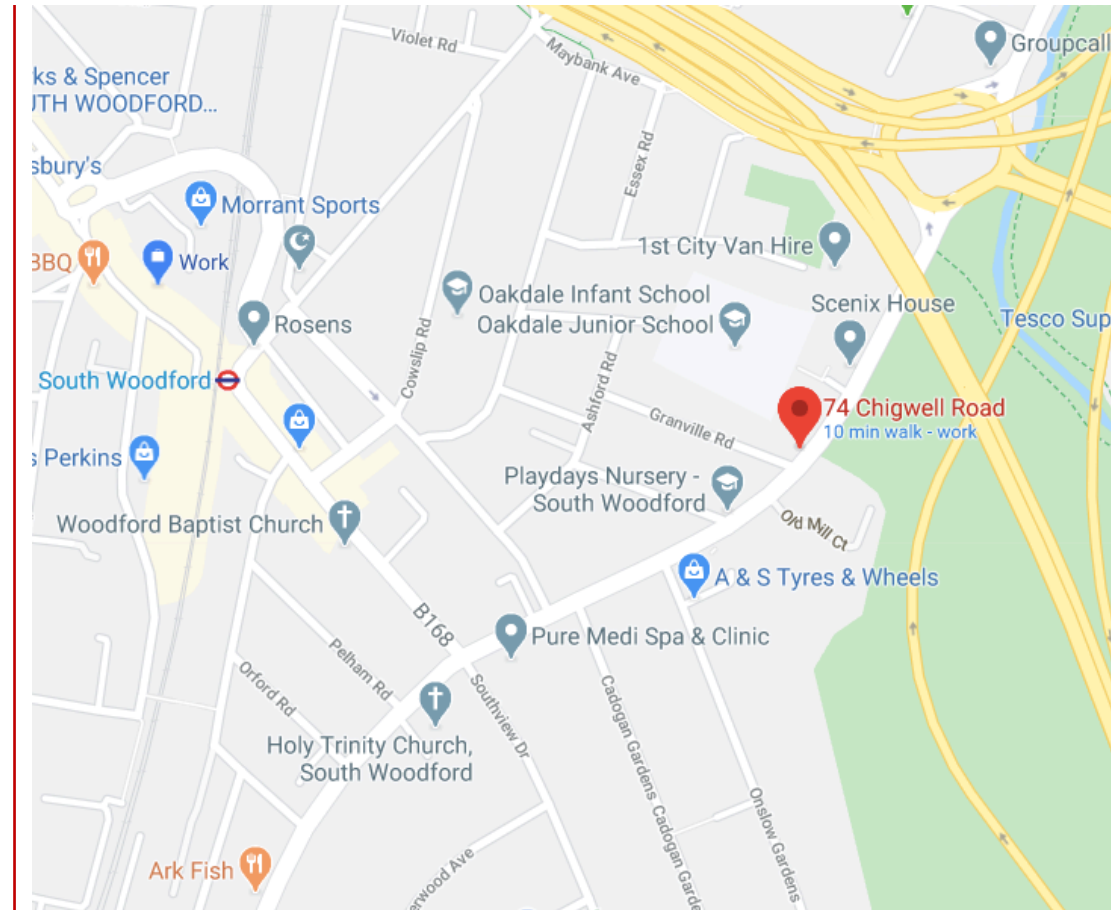 Violet Rd
Maybank Ave
Groupcall
ks & Spencer
UTH WOODFORD...
Essex Rd
sbury's
Morrant Sports
1st City Van Hire
BBQ
Work
Oakdale Infant School
Oakdale Junior School
Scenix House
Rosens
Tesco Sup
Cowslip Rd
South Woodford
Ashford Rd
Granville Rd
74 Chigwell Road
10 min walk - work
s Perkins
Playdays Nursery -
South Woodford
Woodford Baptist Church
Old Mill Ct
A & S Tyres & Wheels
B168
Pure Medi Spa & Clinic
Pelham Rd
Orford Rd
Southview Dr
Cadogan Gardens
Cadogan Garde
Holy Trinity Church,
South Woodford
Onslow Gardens
Ark Fish
erwood Ave